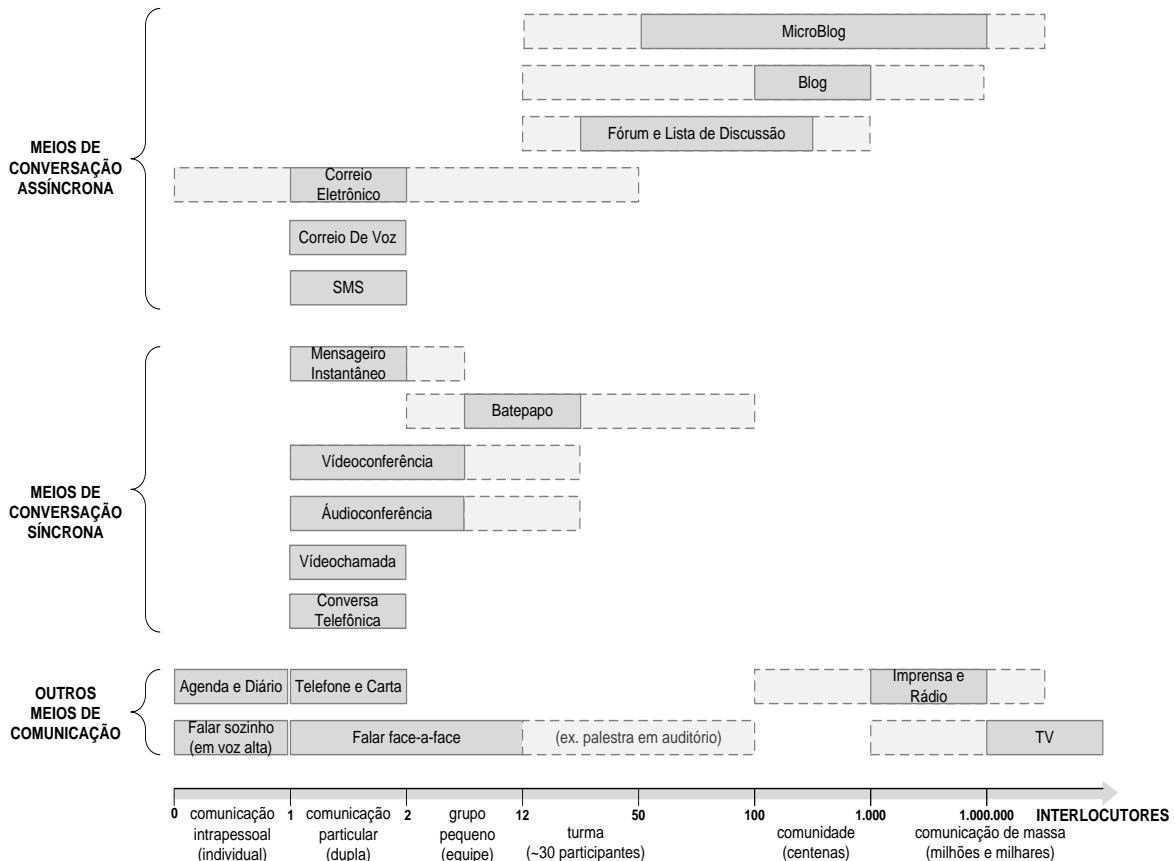 MicroBlog
Blog
Fórum e Lista de Discussão
MEIOS DE
CONVERSAÇÃO
ASSÍNCRONA
Correio
Eletrônico
Correio De Voz
SMS
Mensageiro
Instantâneo
Batepapo
Vídeoconferência
MEIOS DE
CONVERSAÇÃO
SÍNCRONA
Áudioconferência
Vídeochamada
Conversa
Telefônica
OUTROS
MEIOS DE
COMUNICAÇÃO
Agenda e Diário
Telefone e Carta
Imprensa e
Rádio
Falar sozinho
(em voz alta)
Falar face-a-face
(ex. palestra em auditório)
TV
0 1 2 12 50 100 1.000 1.000.000 INTERLOCUTORES
comunicação
intrapessoal
(individual)
comunicação
particular
(dupla)
grupo
pequeno
(equipe)
turma
(~30 participantes)
comunidade
(centenas)
comunicação de massa
(milhões e milhares)